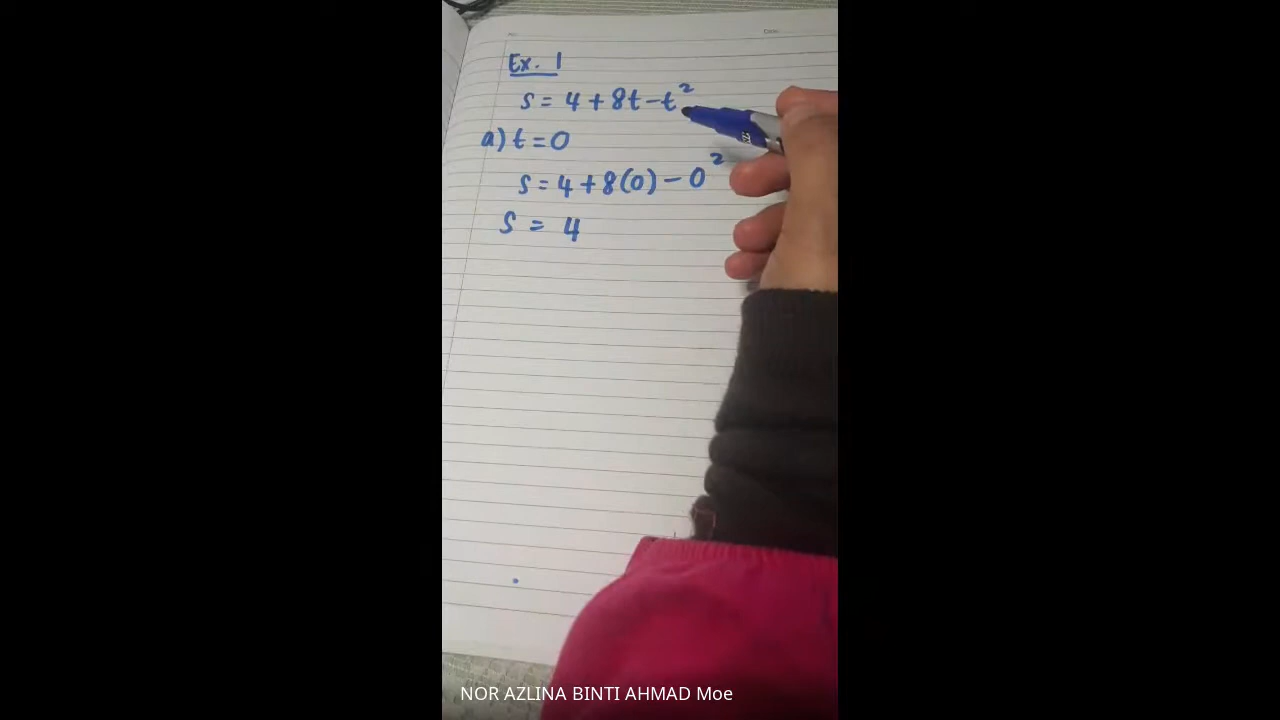 Ex. 1
s = 4 + 8t - t²
a) t = 0
s = 4 + 8(0) - 0²
s = 4
NOR AZLINA BINTI AHMAD Moe